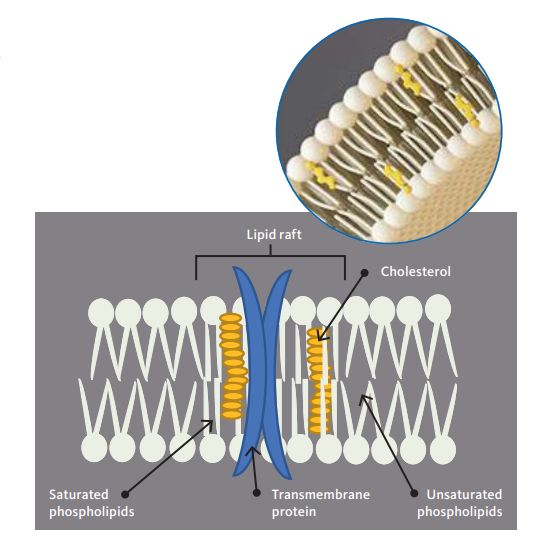 Lipid raft
Cholesterol
Saturated
phospholipids
Transmembrane
protein
Unsaturated
phospholipids